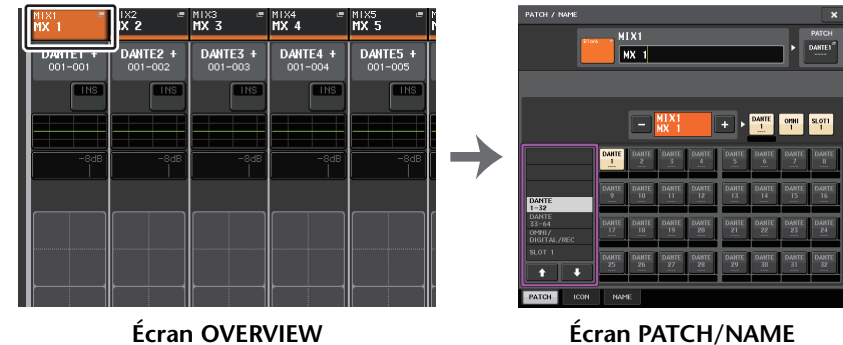 MIX1 IX2 MIX3 MIX4 MIX5
MX 1 X 2 MX 3 MX 4 MX 5
DANTE1 + DANTE2 + DANTE3 + DANTE4 + DANTE5 +
001-001 001-002 001-003 001-004 001-005
INS INS INS INS INS
-8dB -8dB -8dB -8dB
Écran OVERVIEW
PATCH / NAME
Blank MIX1 PATCH
MX 1 DANTE1
----
MIX1 DANTE OMNI SLOT1
− MX 1 + 1 1 1
DANTE DANTE DANTE DANTE DANTE DANTE DANTE DANTE
1 2 3 4 5 6 7 8
DANTE DANTE DANTE DANTE DANTE DANTE DANTE DANTE
9 10 11 12 13 14 15 16
DANTE
1-32
DANTE
33-64
DANTE DANTE DANTE DANTE DANTE DANTE DANTE DANTE
17 18 19 20 21 22 23 24
OMNI/
DIGITAL/REC
SLOT 1
DANTE DANTE DANTE DANTE DANTE DANTE DANTE DANTE
25 26 27 28 29 30 31 32
PATCH ICON NAME
Écran PATCH/NAME